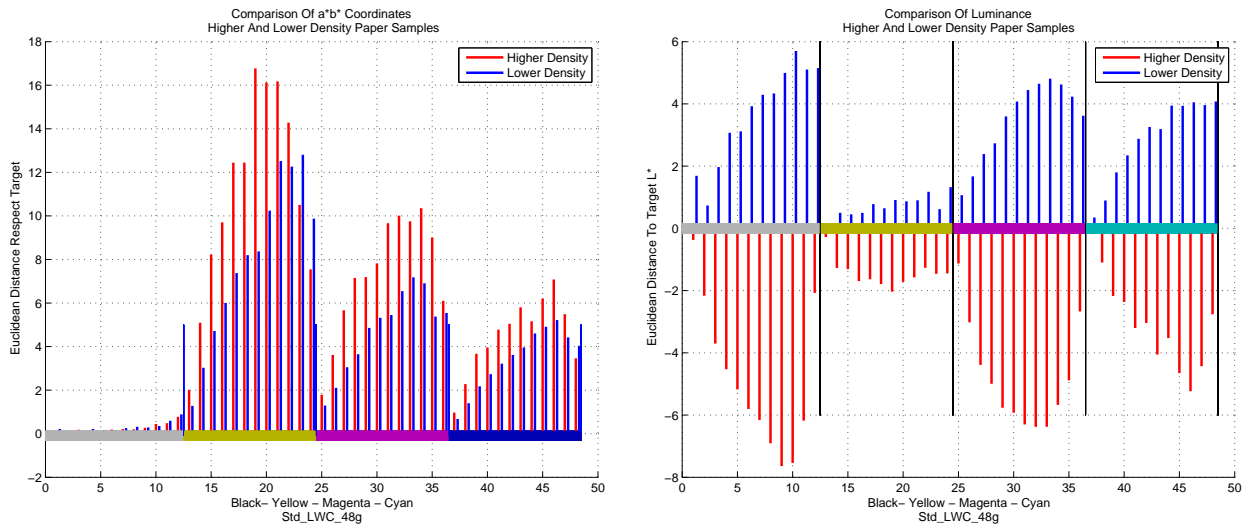 Comparison Of a*b* Coordinates
Higher And Lower Density Paper Samples
18
16
14
12
10
8
6
4
2
0
−2
Euclidean Distance Respect Target
Higher Density
Lower Density
0 5 10 15 20 25 30 35 40 45 50
Black− Yellow − Magenta − Cyan
Std_LWC_48g
Comparison Of Luminance
Higher And Lower Density Paper Samples
6
4
2
0
−2
−4
−6
−8
Euclidean Distance To Target L*
Higher Density
Lower Density
0 5 10 15 20 25 30 35 40 45 50
Black− Yellow − Magenta − Cyan
Std_LWC_48g